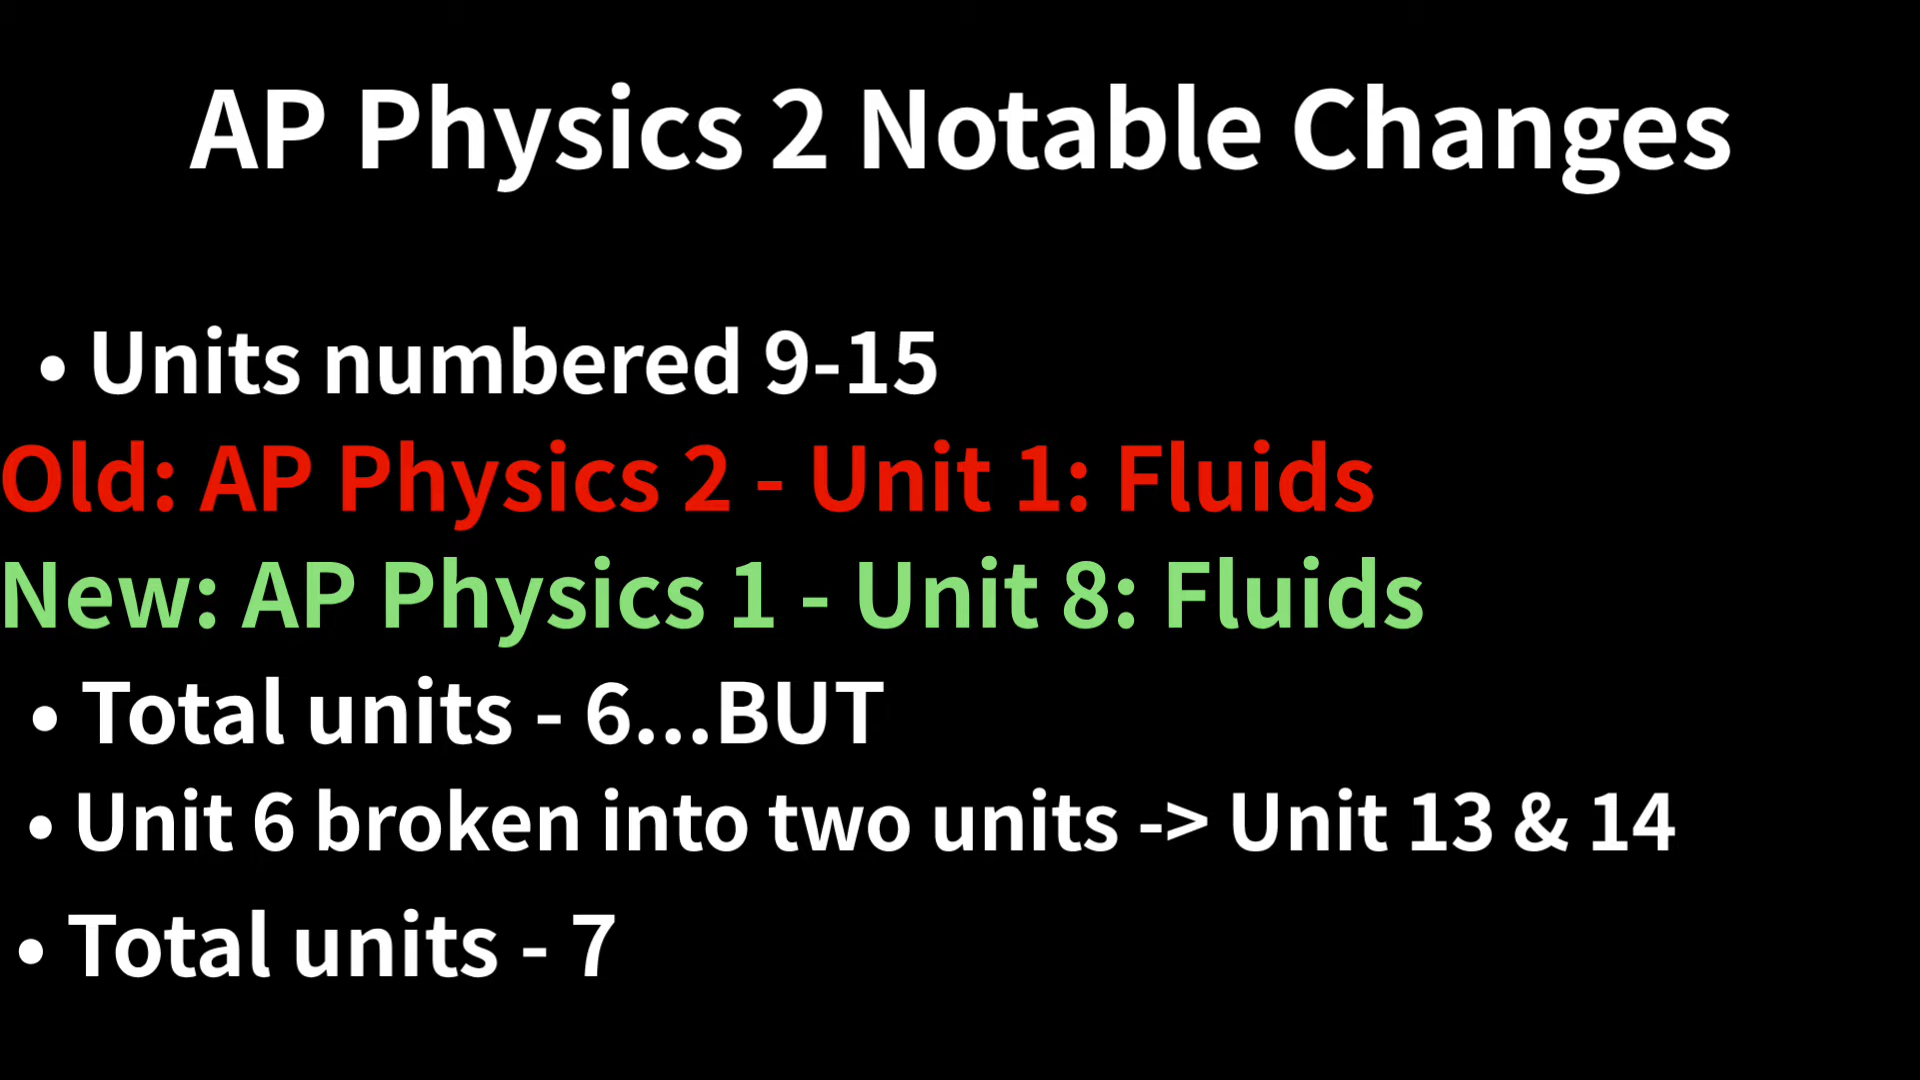 AP Physics 2 Notable Changes
• Units numbered 9-15
Old: AP Physics 2 - Unit 1: Fluids
New: AP Physics 1 - Unit 8: Fluids
• Total units - 6...BUT
• Unit 6 broken into two units -> Unit 13 & 14
• Total units - 7